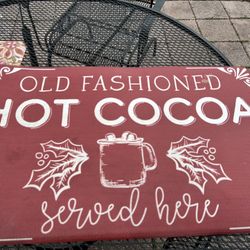 OLD FASHIONED
HOT COCOA
served here